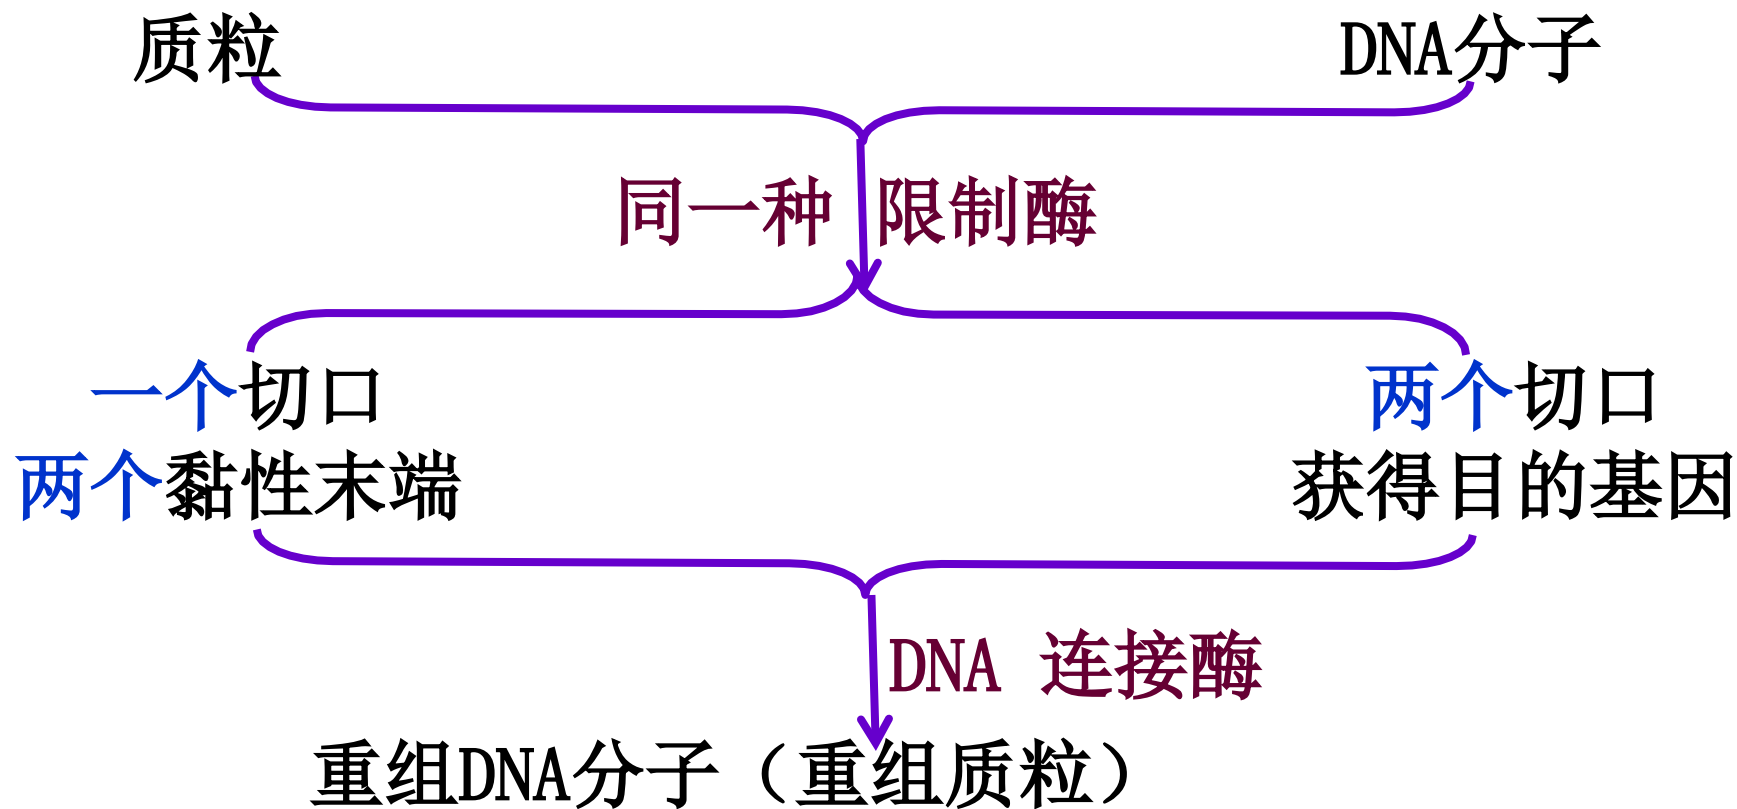 质粒 DNA分子
同一种 限制酶
一个切口 两个切口
两个黏性末端 获得目的基因
DNA 连接酶
重组DNA分子（重组质粒）